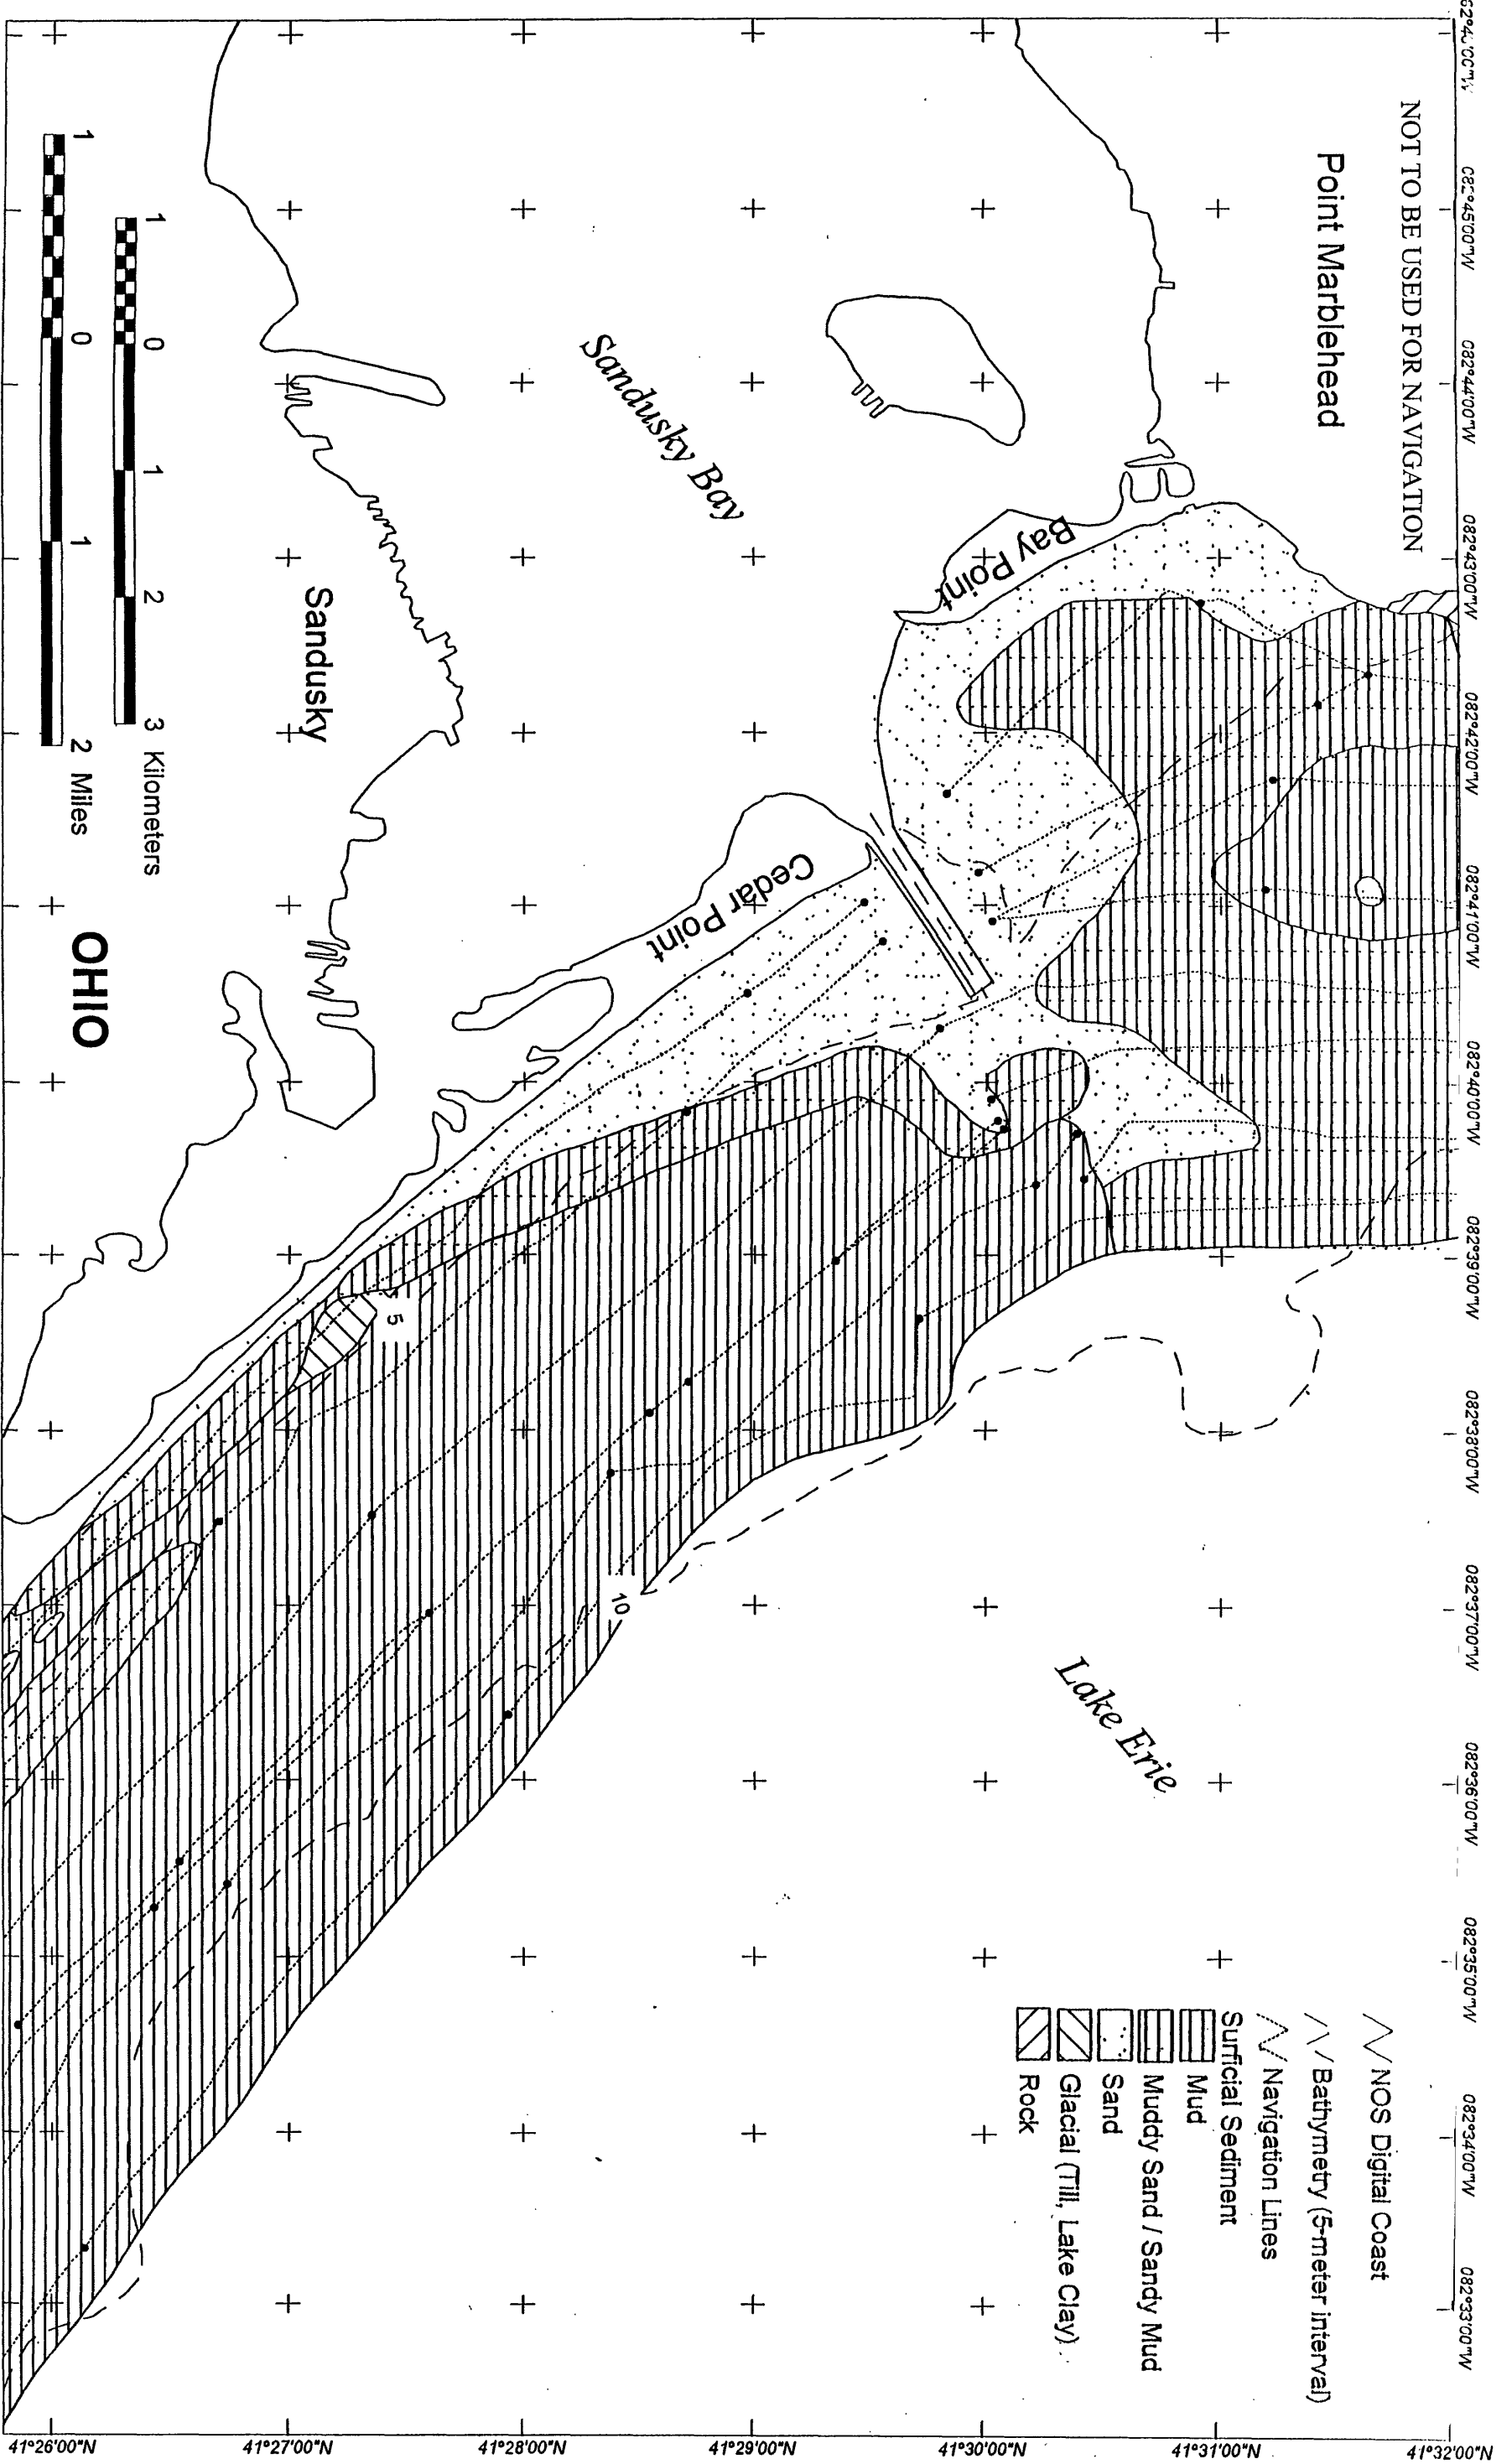 082°45'00"W
082°44'00"W
082°43'00"W
082°42'00"W
082°41'00"W
082°40'00"W
082°39'00"W
082°38'00"W
082°37'00"W
082°36'00"W
082°35'00"W
082°34'00"W
082°33'00"W
NOT TO BE USED FOR NAVIGATION
Point Marblehead
NOS Digital Coast
Bathymetry (5-meter interval)
Navigation Lines
Surficial Sediment
Mud
Muddy Sand / Sandy Mud
Sand
Glacial (Till, Lake Clay)
Rock
Lake Erie
Bay Point
Sandusky Bay
Cedar Point
10
5
Sandusky
1 0 1 2 3 Kilometers
1 0 1 2 Miles
OHIO
41°32'00"N
41°31'00"N
41°30'00"N
41°29'00"N
41°28'00"N
41°27'00"N
41°26'00"N